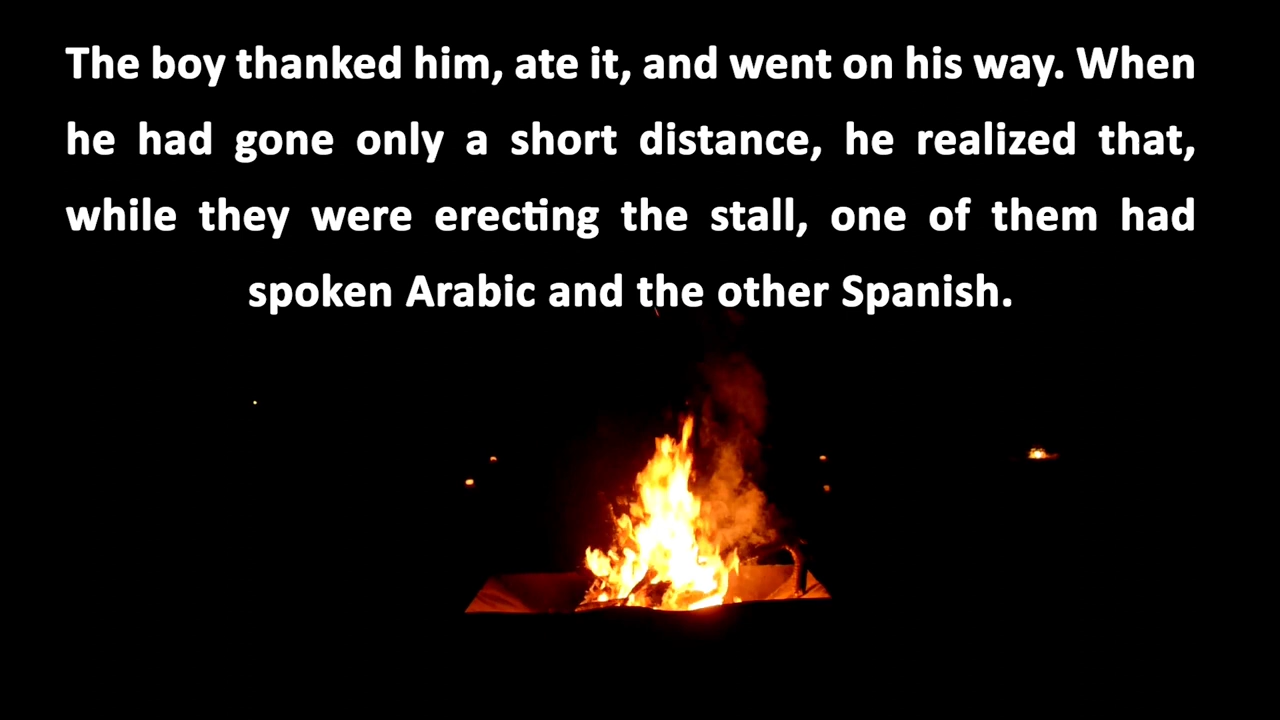 The boy thanked him, ate it, and went on his way. When
he had gone only a short distance, he realized that,
while they were erecting the stall, one of them had
spoken Arabic and the other Spanish.